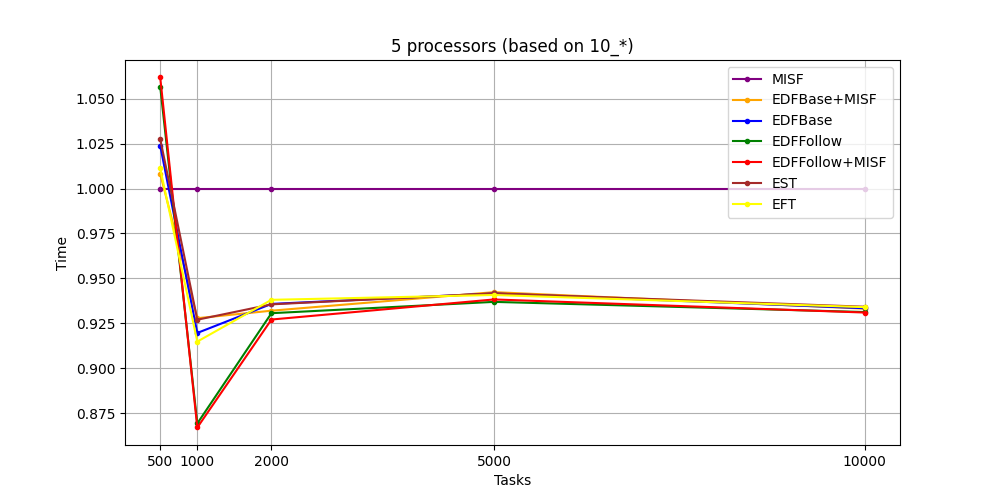 5 processors (based on 10_*)
MISF
EDFBase+MISF
EDFBase
EDFFollow
EDFFollow+MISF
EST
EFT
1.050
1.025
1.000
0.975
0.950
0.925
0.900
0.875
Time
500 1000 2000 5000 10000
Tasks